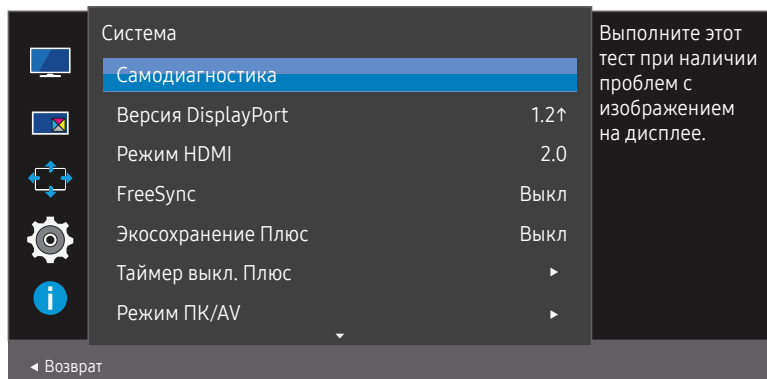 Система
Самодиагностика
Версия DisplayPort 1.2↑
Режим HDMI 2.0
FreeSync Выкл
Экосохранение Плюс Выкл
Таймер выкл. Плюс ►
Режим ПК/AV ►
Выполните этот
тест при наличии
проблем с
изображением
на дисплее.
◄ Возврат